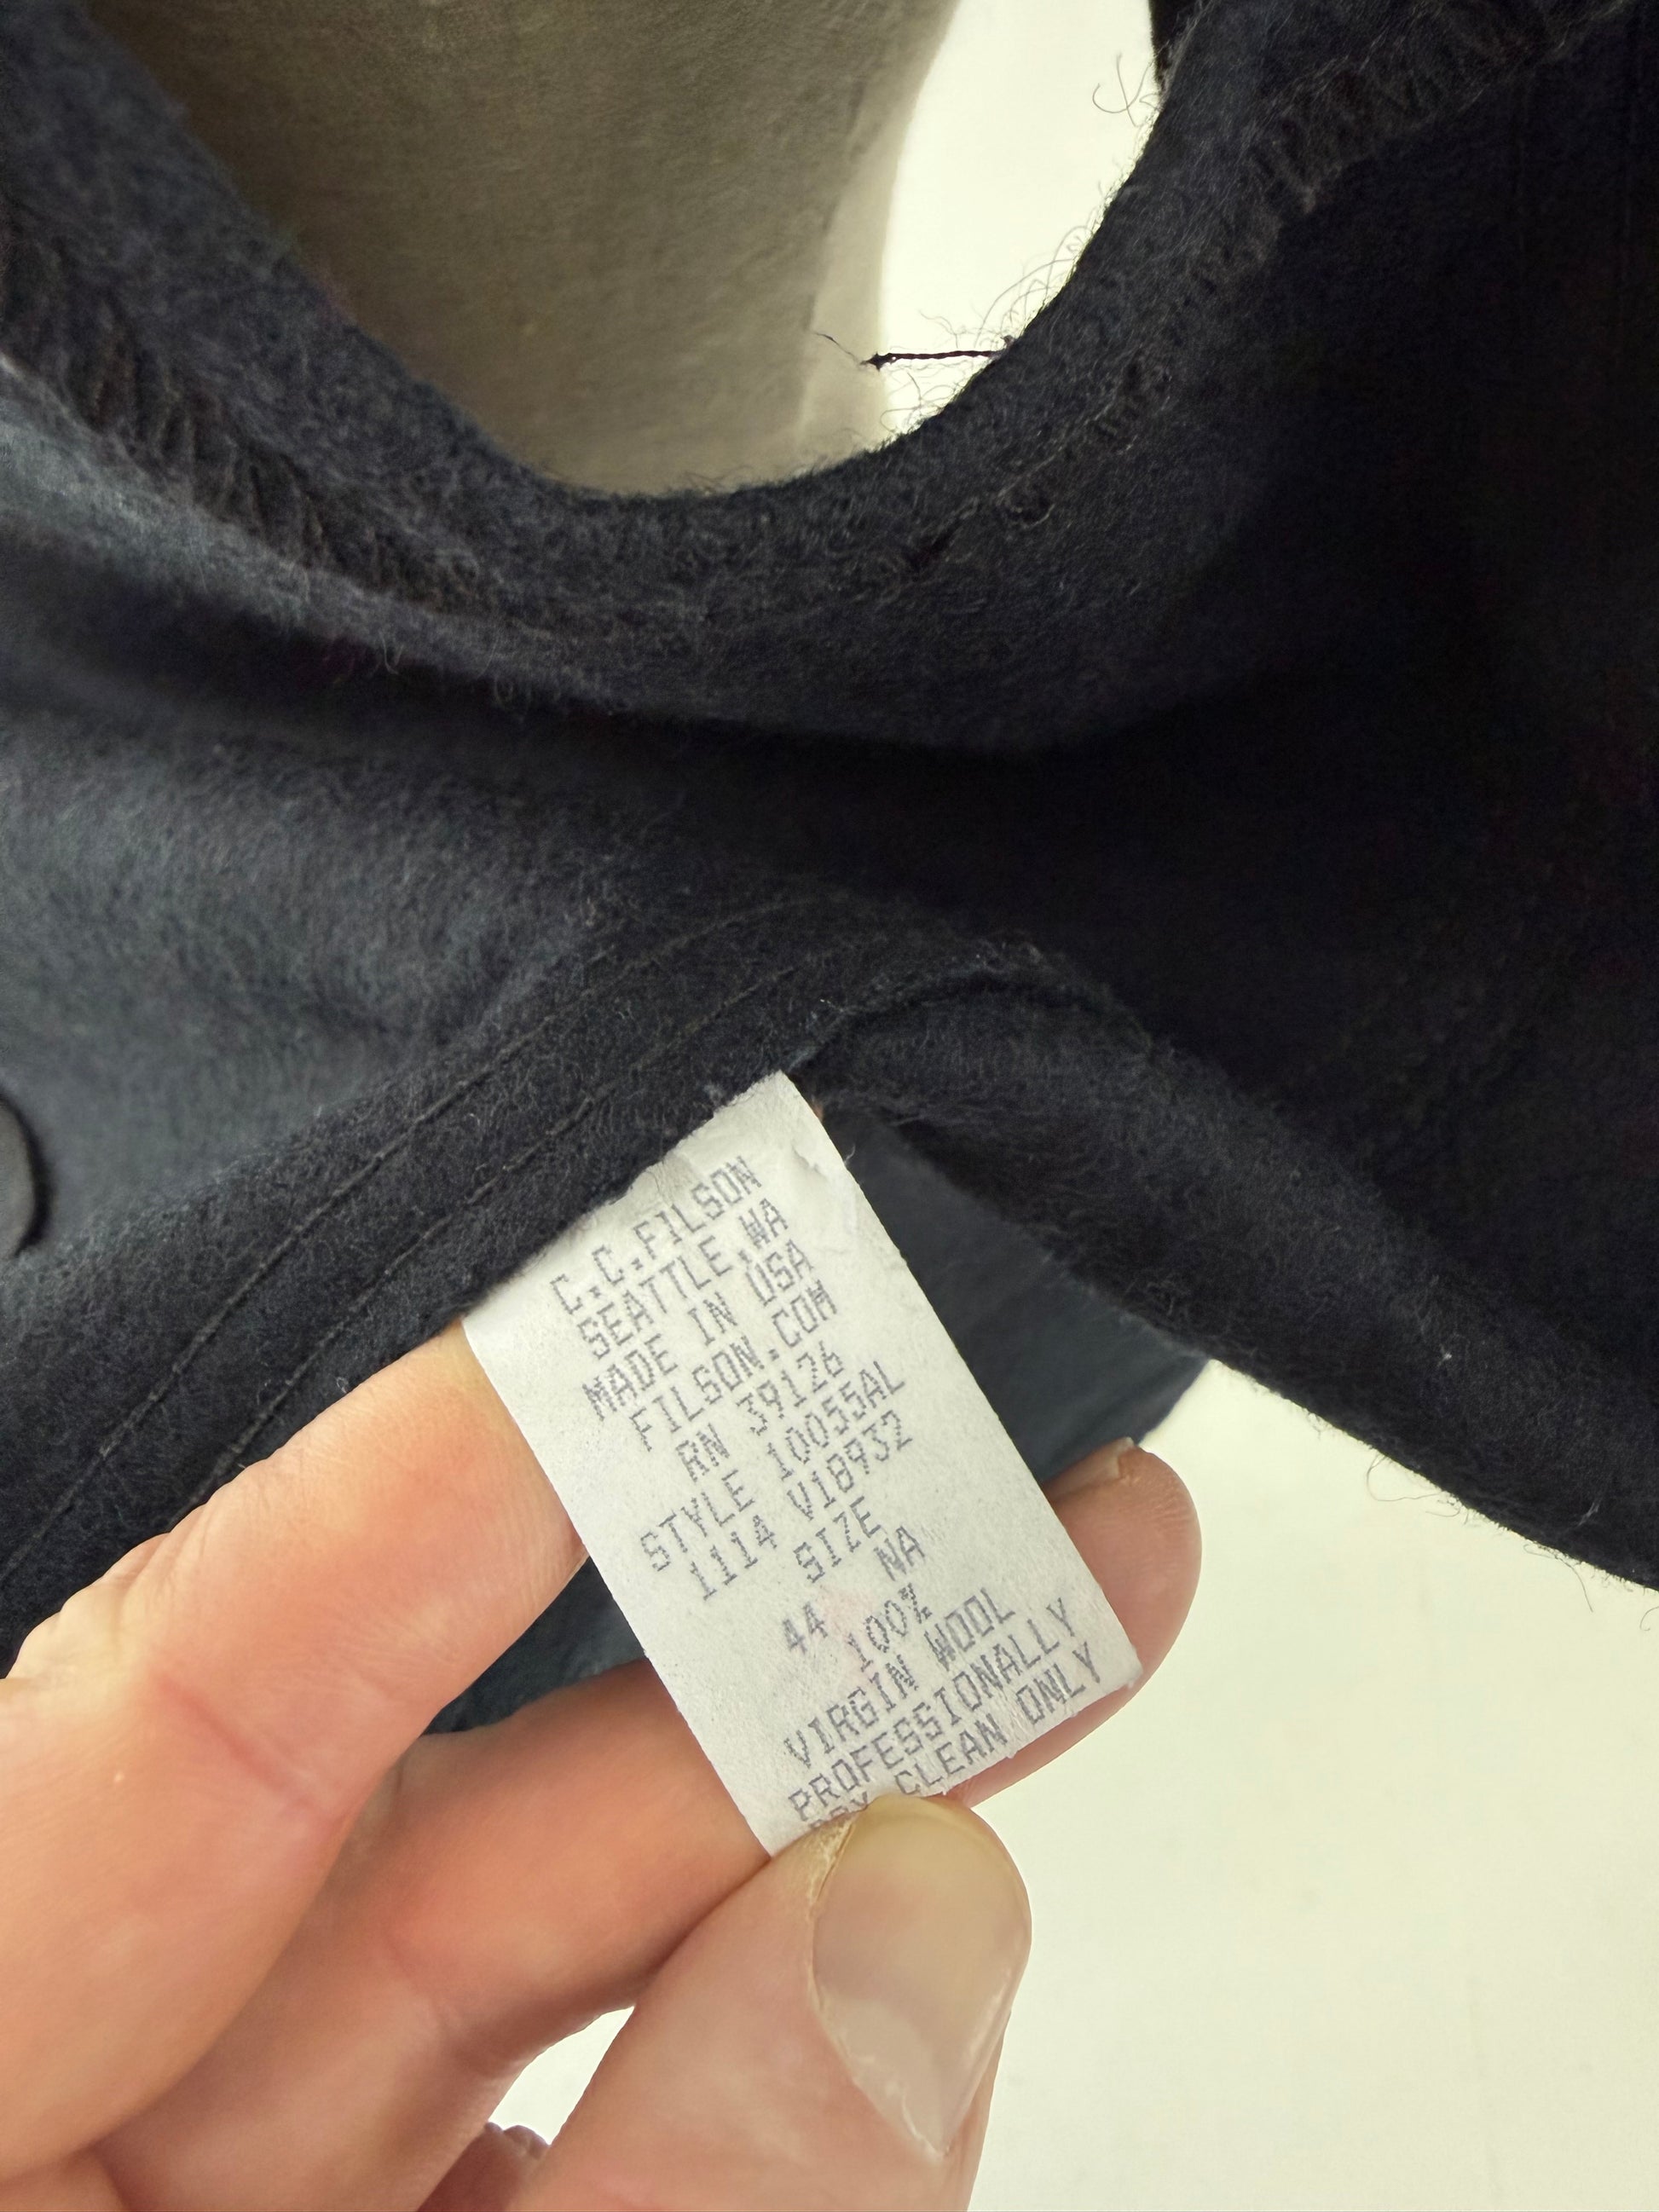 C.C.FILSON
SEATTLE,WA
MADE IN USA
FILSON.COM
RN 39126
STYLE 10055AL
1114 V18932
SIZE
NA
44
100%
VIRGIN WOOL
PROFESSIONALLY
DRY CLEAN ONLY